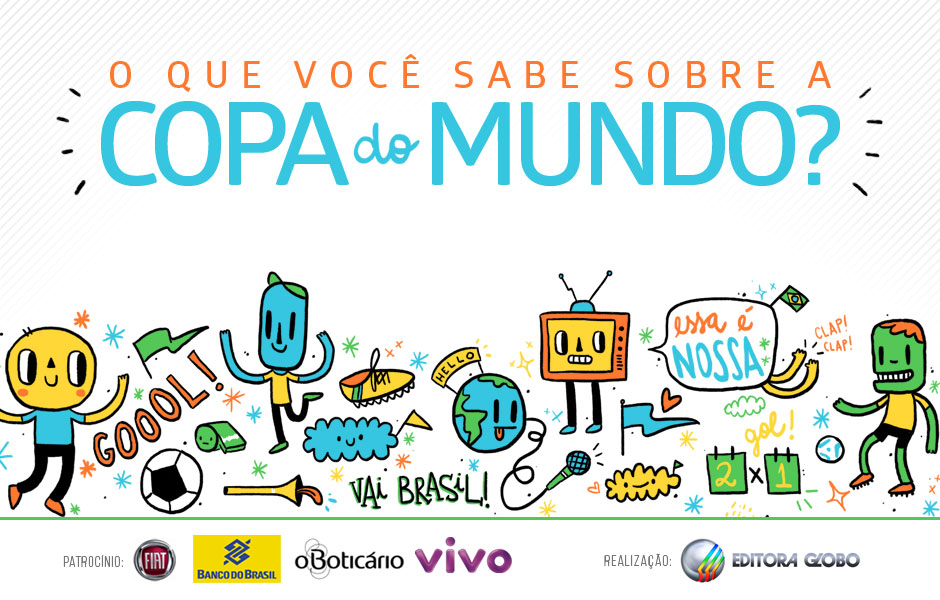 O QUE VOCÊ SABE SOBRE A
COPA do MUNDO?
GOOOL!
HELLO
essa é
NOSSA
CLAP!
CLAP!
gol!
VAI BRASIL!
2 x 1
PATROCÍNIO:
FIAT
BANCO DO BRASIL
oBoticário
vivo
REALIZAÇÃO:
EDITORA GLOBO